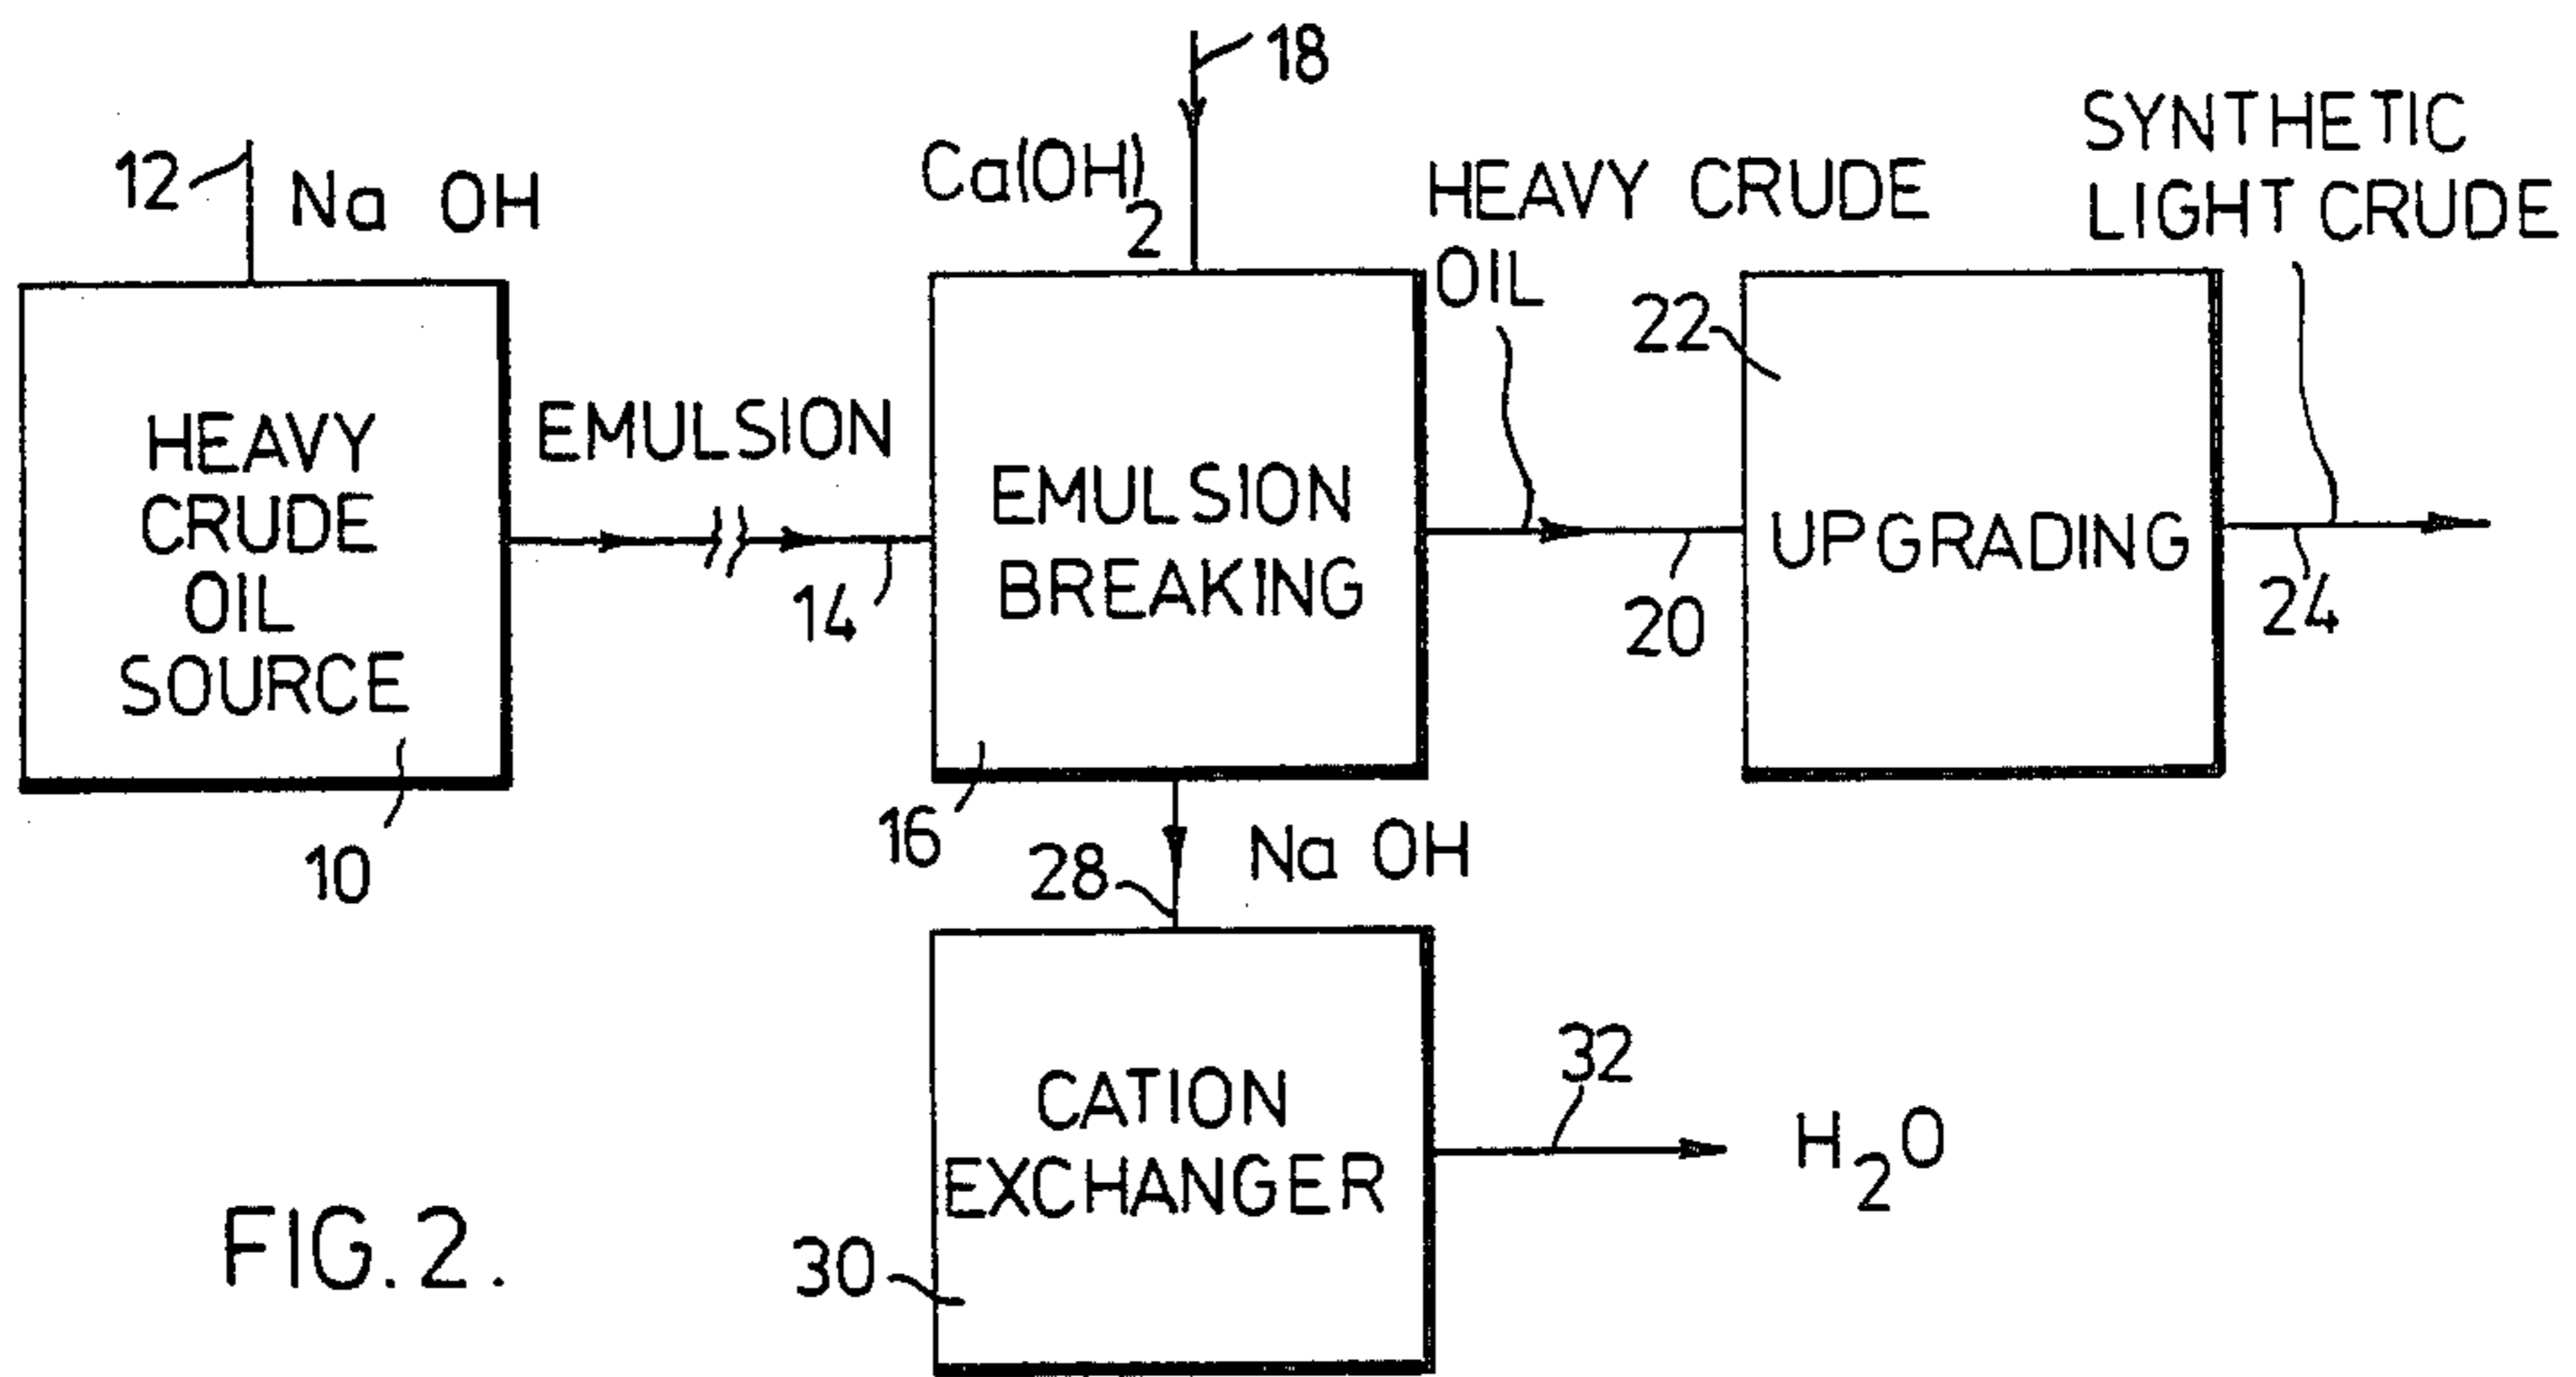 18
12
Na OH
Ca(OH)2
HEAVY CRUDE
OIL
SYNTHETIC
LIGHT CRUDE
HEAVY
CRUDE
OIL
SOURCE
10
EMULSION
14
EMULSION
BREAKING
16
20
22
UPGRADING
24
28
Na OH
CATION
EXCHANGER
30
32
H2O
FIG. 2.